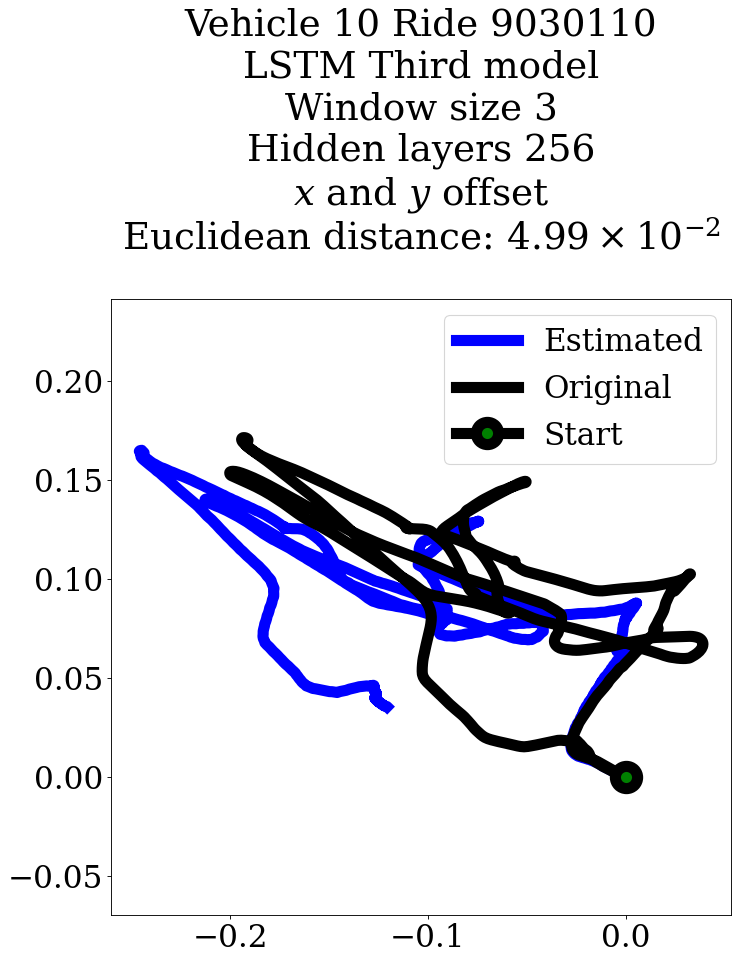 Vehicle 10 Ride 9030110
LSTM Third model
Window size 3
Hidden layers 256
x and y offset
Euclidean distance: 4.99 × 10⁻²
Estimated
Original
Start
0.20
0.15
0.10
0.05
0.00
−0.05
−0.2
−0.1
0.0